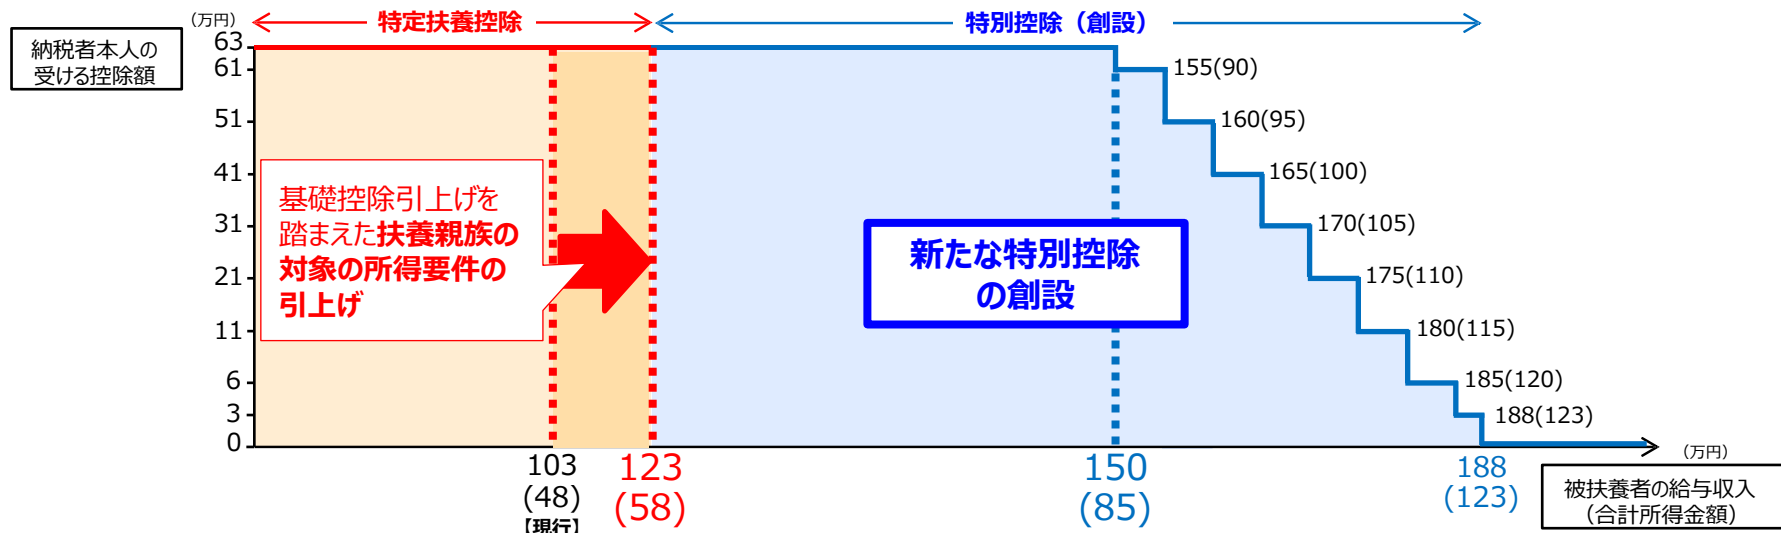 (万円)
特定扶養控除
特別控除（創設）
納税者本人の
受ける控除額
63
61
51
41
31
21
11
6
3
0
155(90)
160(95)
165(100)
170(105)
175(110)
180(115)
185(120)
188(123)
基礎控除引上げを
踏まえた扶養親族の
対象の所得要件の
引上げ
新たな特別控除
の創設
103
(48)
【現行】
123
(58)
150
(85)
188
(123)
(万円)
被扶養者の給与収入
（合計所得金額）